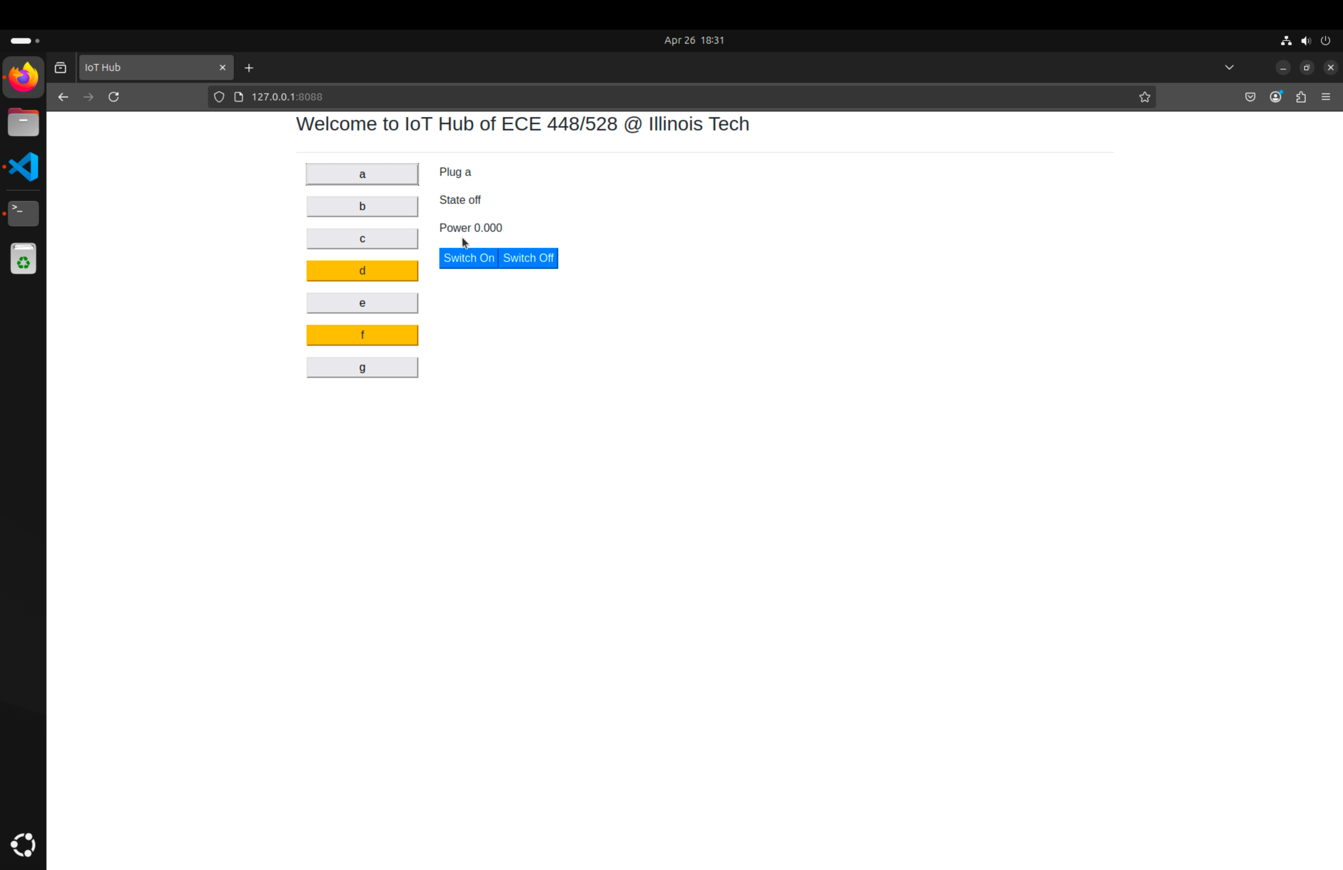 Apr 26 18:31
IoT Hub
127.0.0.1:8088
Welcome to IoT Hub of ECE 448/528 @ Illinois Tech
a
Plug a
b
State off
c
Power 0.000
Switch On Switch Off
d
e
f
g